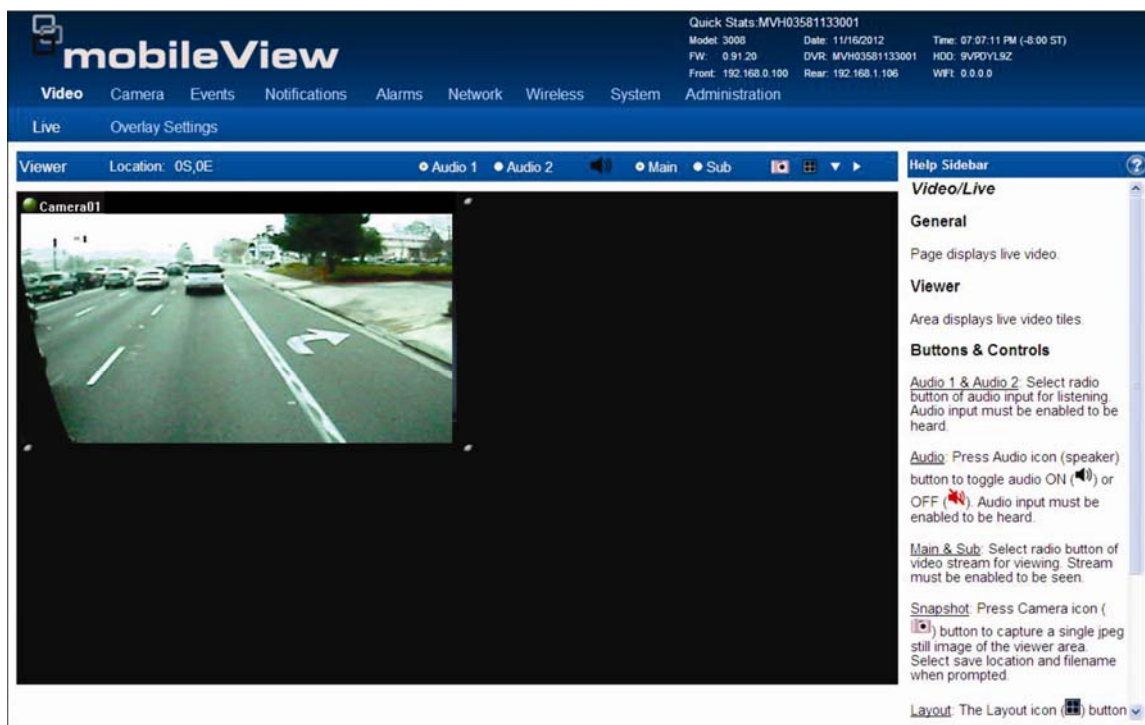 mobileView
Quick Stats:MVH03581133001
Model: 3008 Date: 11/16/2012 Time: 07:07:11 PM (-8:00 ST)
FW: 0.91.20 DVR: MVH03581133001 HDD: 9VPDYL9Z
Front: 192.168.0.100 Rear: 192.168.1.106 WIFI: 0.0.0.0
Video Camera Events Notifications Alarms Network Wireless System Administration
Live Overlay Settings
Viewer Location: 0S,0E Audio 1 Audio 2 Main Sub
Camera01
Help Sidebar ?
Video/Live
General
Page displays live video.
Viewer
Area displays live video tiles.
Buttons & Controls
Audio 1 & Audio 2: Select radio
button of audio input for listening.
Audio input must be enabled to be
heard.
Audio: Press Audio icon (speaker)
button to toggle audio ON ( ) or
OFF ( ). Audio input must be
enabled to be heard.
Main & Sub: Select radio button of
video stream for viewing. Stream
must be enabled to be seen.
Snapshot: Press Camera icon (
) button to capture a single jpeg
still image of the viewer area.
Select save location and filename
when prompted.
Layout: The Layout icon ( ) button